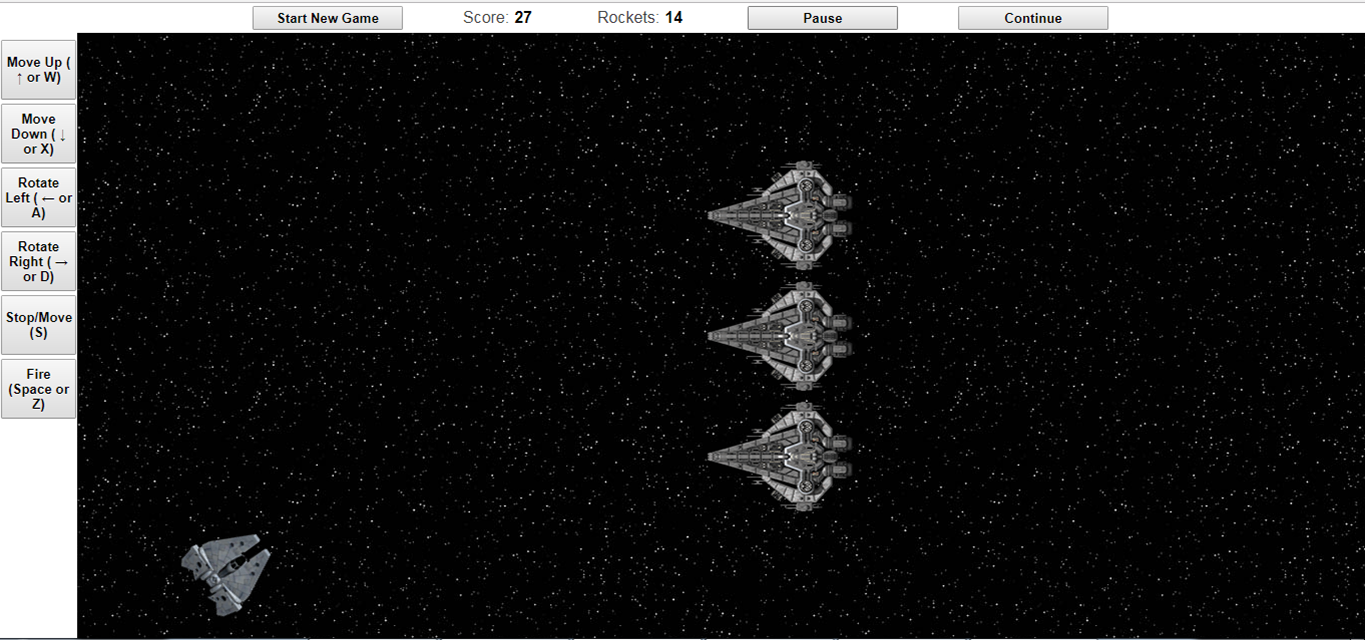 Start New Game Score: 27 Rockets: 14 Pause Continue
Move Up (
↑ or W)
Move
Down ( ↓
or X)
Rotate
Left ( ← or
A)
Rotate
Right ( →
or D)
Stop/Move
(S)
Fire
(Space or
Z)